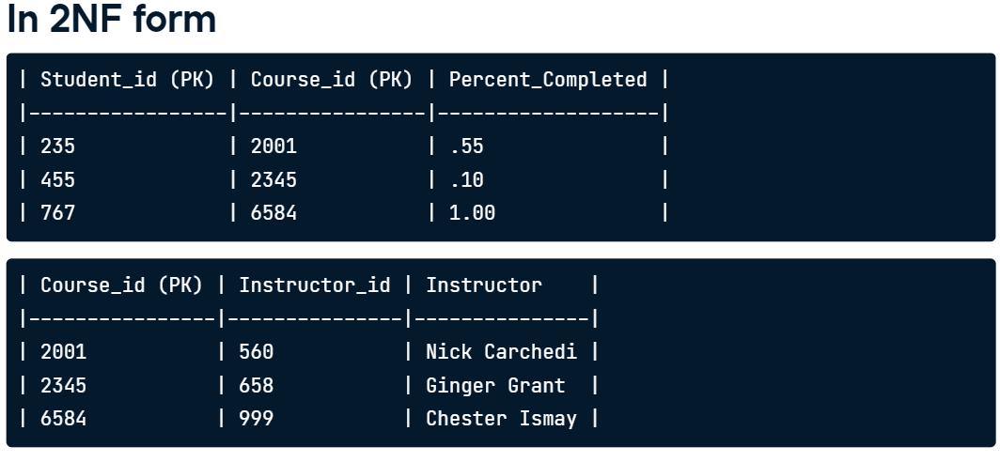 In 2NF form
| Student_id (PK) | Course_id (PK) | Percent_Completed |
|-----------------|----------------|-------------------|
| 235             | 2001           | .55               |
| 455             | 2345           | .10               |
| 767             | 6584           | 1.00              |
| Course_id (PK) | Instructor_id | Instructor    |
|----------------|---------------|---------------|
| 2001           | 560           | Nick Carchedi |
| 2345           | 658           | Ginger Grant  |
| 6584           | 999           | Chester Ismay |